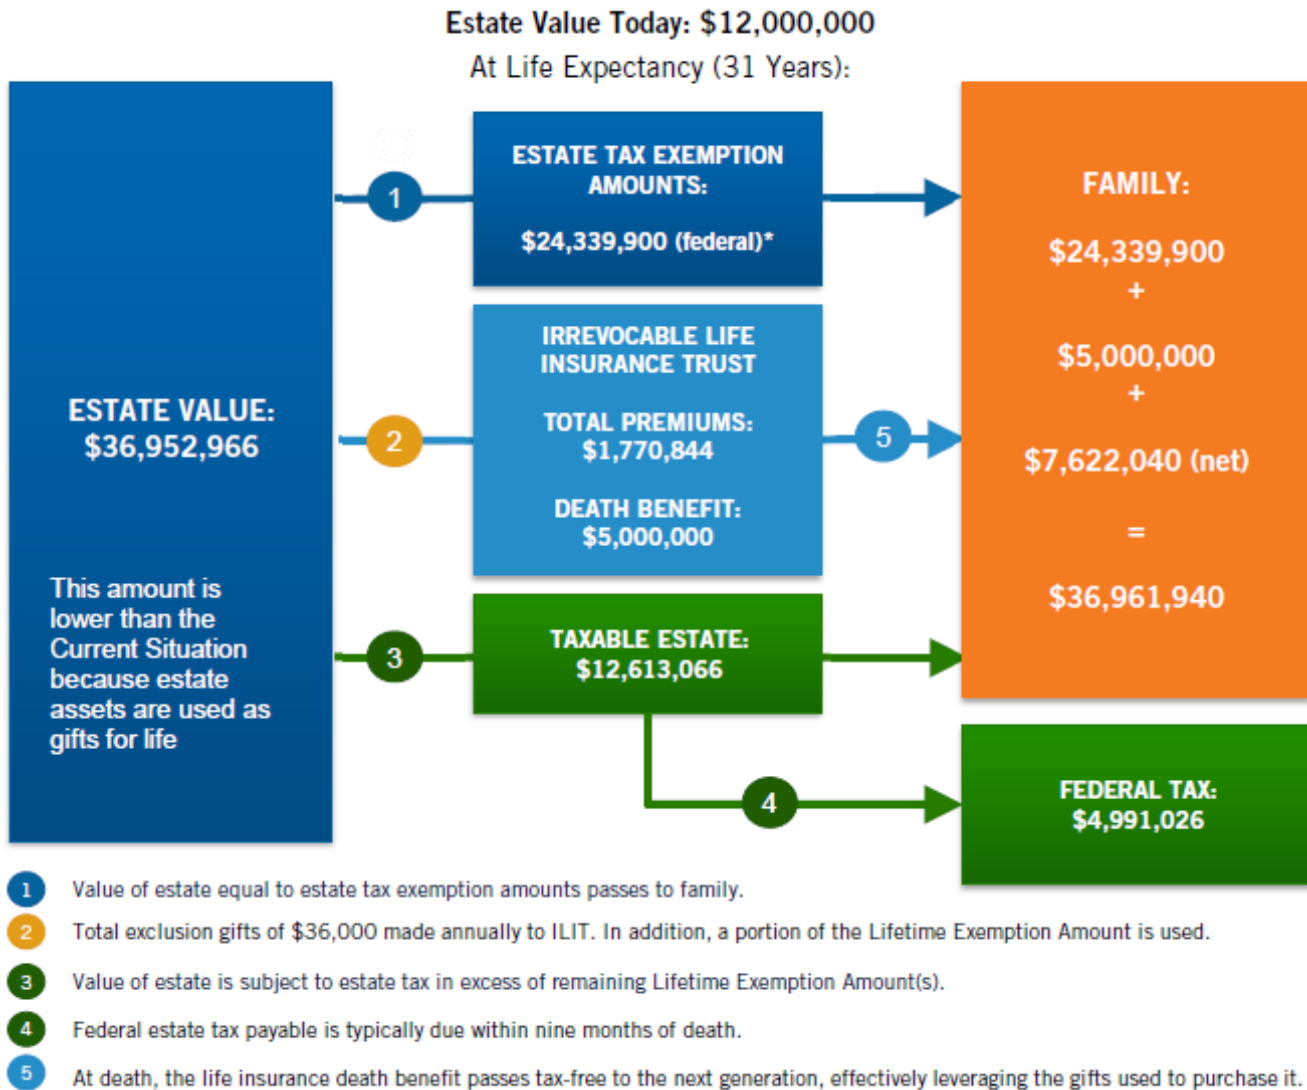 Estate Value Today: $12,000,000
At Life Expectancy (31 Years):
ESTATE VALUE:
$36,952,966
This amount is
lower than the
Current Situation
because estate
assets are used as
gifts for life
1
ESTATE TAX EXEMPTION
AMOUNTS:
$24,339,900 (federal)*
2
IRREVOCABLE LIFE
INSURANCE TRUST
TOTAL PREMIUMS:
$1,770,844
DEATH BENEFIT:
$5,000,000
5
3
TAXABLE ESTATE:
$12,613,066
4
FAMILY:
$24,339,900
+
$5,000,000
+
$7,622,040 (net)
=
$36,961,940
FEDERAL TAX:
$4,991,026
1 Value of estate equal to estate tax exemption amounts passes to family.
2 Total exclusion gifts of $36,000 made annually to ILIT. In addition, a portion of the Lifetime Exemption Amount is used.
3 Value of estate is subject to estate tax in excess of remaining Lifetime Exemption Amount(s).
4 Federal estate tax payable is typically due within nine months of death.
5 At death, the life insurance death benefit passes tax-free to the next generation, effectively leveraging the gifts used to purchase it.